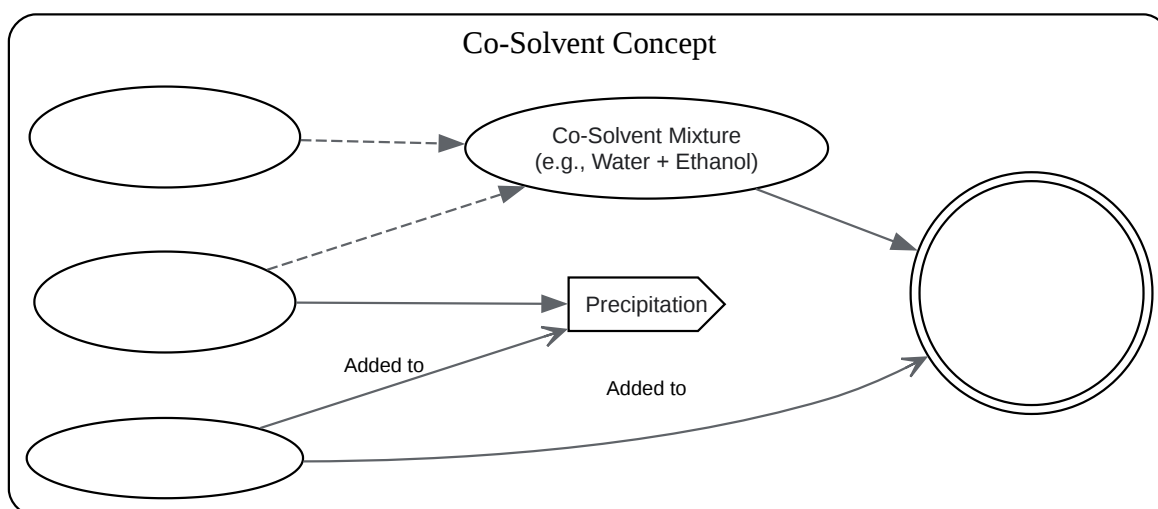 Co-Solvent Concept
Co-Solvent Mixture
(e.g., Water + Ethanol)
Precipitation
Added to
Added to